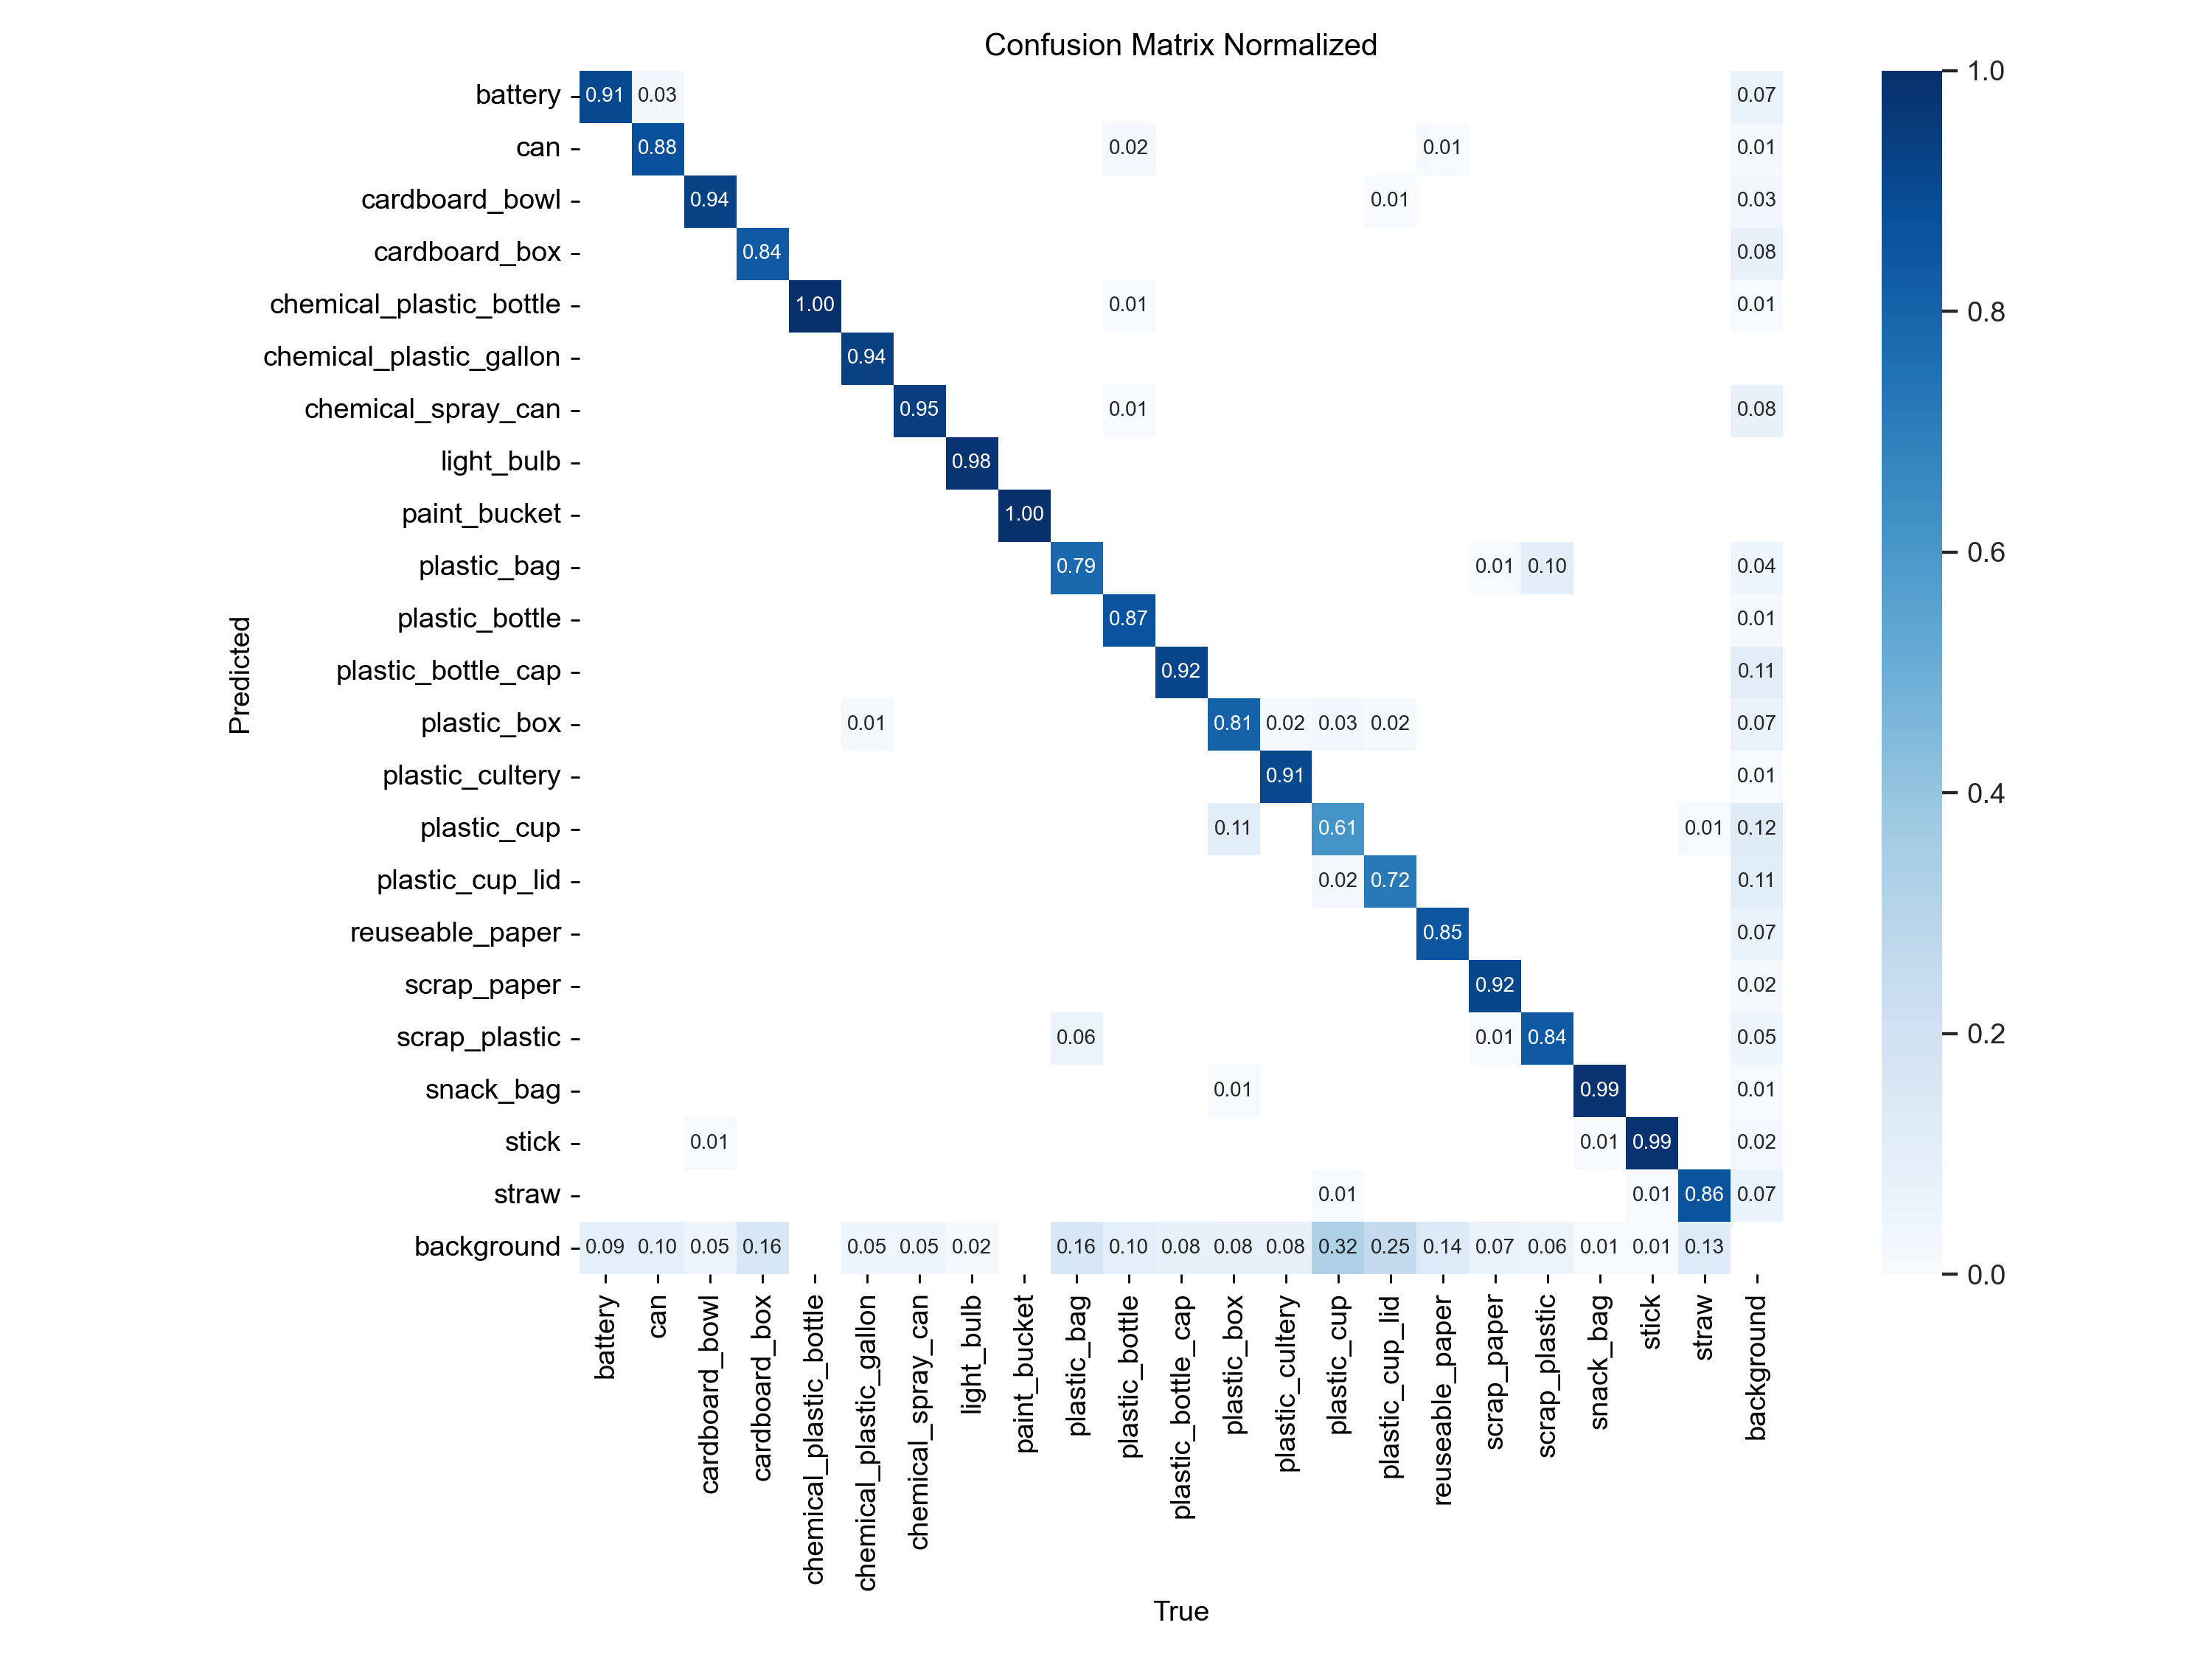 Confusion Matrix Normalized
battery 0.91 0.03 0.07 1.0
can 0.88 0.02 0.01 0.01
cardboard_bowl 0.94 0.01 0.03
cardboard_box 0.84 0.08
chemical_plastic_bottle 1.00 0.01 0.01 0.8
chemical_plastic_gallon 0.94
chemical_spray_can 0.95 0.01 0.08
light_bulb 0.98
paint_bucket 1.00
plastic_bag 0.79 0.01 0.10 0.04 0.6
plastic_bottle 0.87 0.01
plastic_bottle_cap 0.92 0.11
Predicted
plastic_box 0.01 0.81 0.02 0.03 0.02 0.07
plastic_cultery 0.91 0.01 0.4
plastic_cup 0.11 0.61 0.01 0.12
plastic_cup_lid 0.02 0.72 0.11
reuseable_paper 0.85 0.07
scrap_paper 0.92 0.02
scrap_plastic 0.06 0.01 0.84 0.05 0.2
snack_bag 0.01 0.99 0.01
stick 0.01 0.01 0.99 0.02
straw 0.01 0.01 0.86 0.07
background 0.09 0.10 0.05 0.16 0.05 0.05 0.02 0.16 0.10 0.08 0.08 0.08 0.32 0.25 0.14 0.07 0.06 0.01 0.01 0.13 0.0
battery
can
cardboard_bowl
cardboard_box
chemical_plastic_bottle
chemical_plastic_gallon
chemical_spray_can
light_bulb
paint_bucket
plastic_bag
plastic_bottle
plastic_bottle_cap
plastic_box
plastic_cultery
plastic_cup
plastic_cup_lid
reuseable_paper
scrap_paper
scrap_plastic
snack_bag
stick
straw
background
True